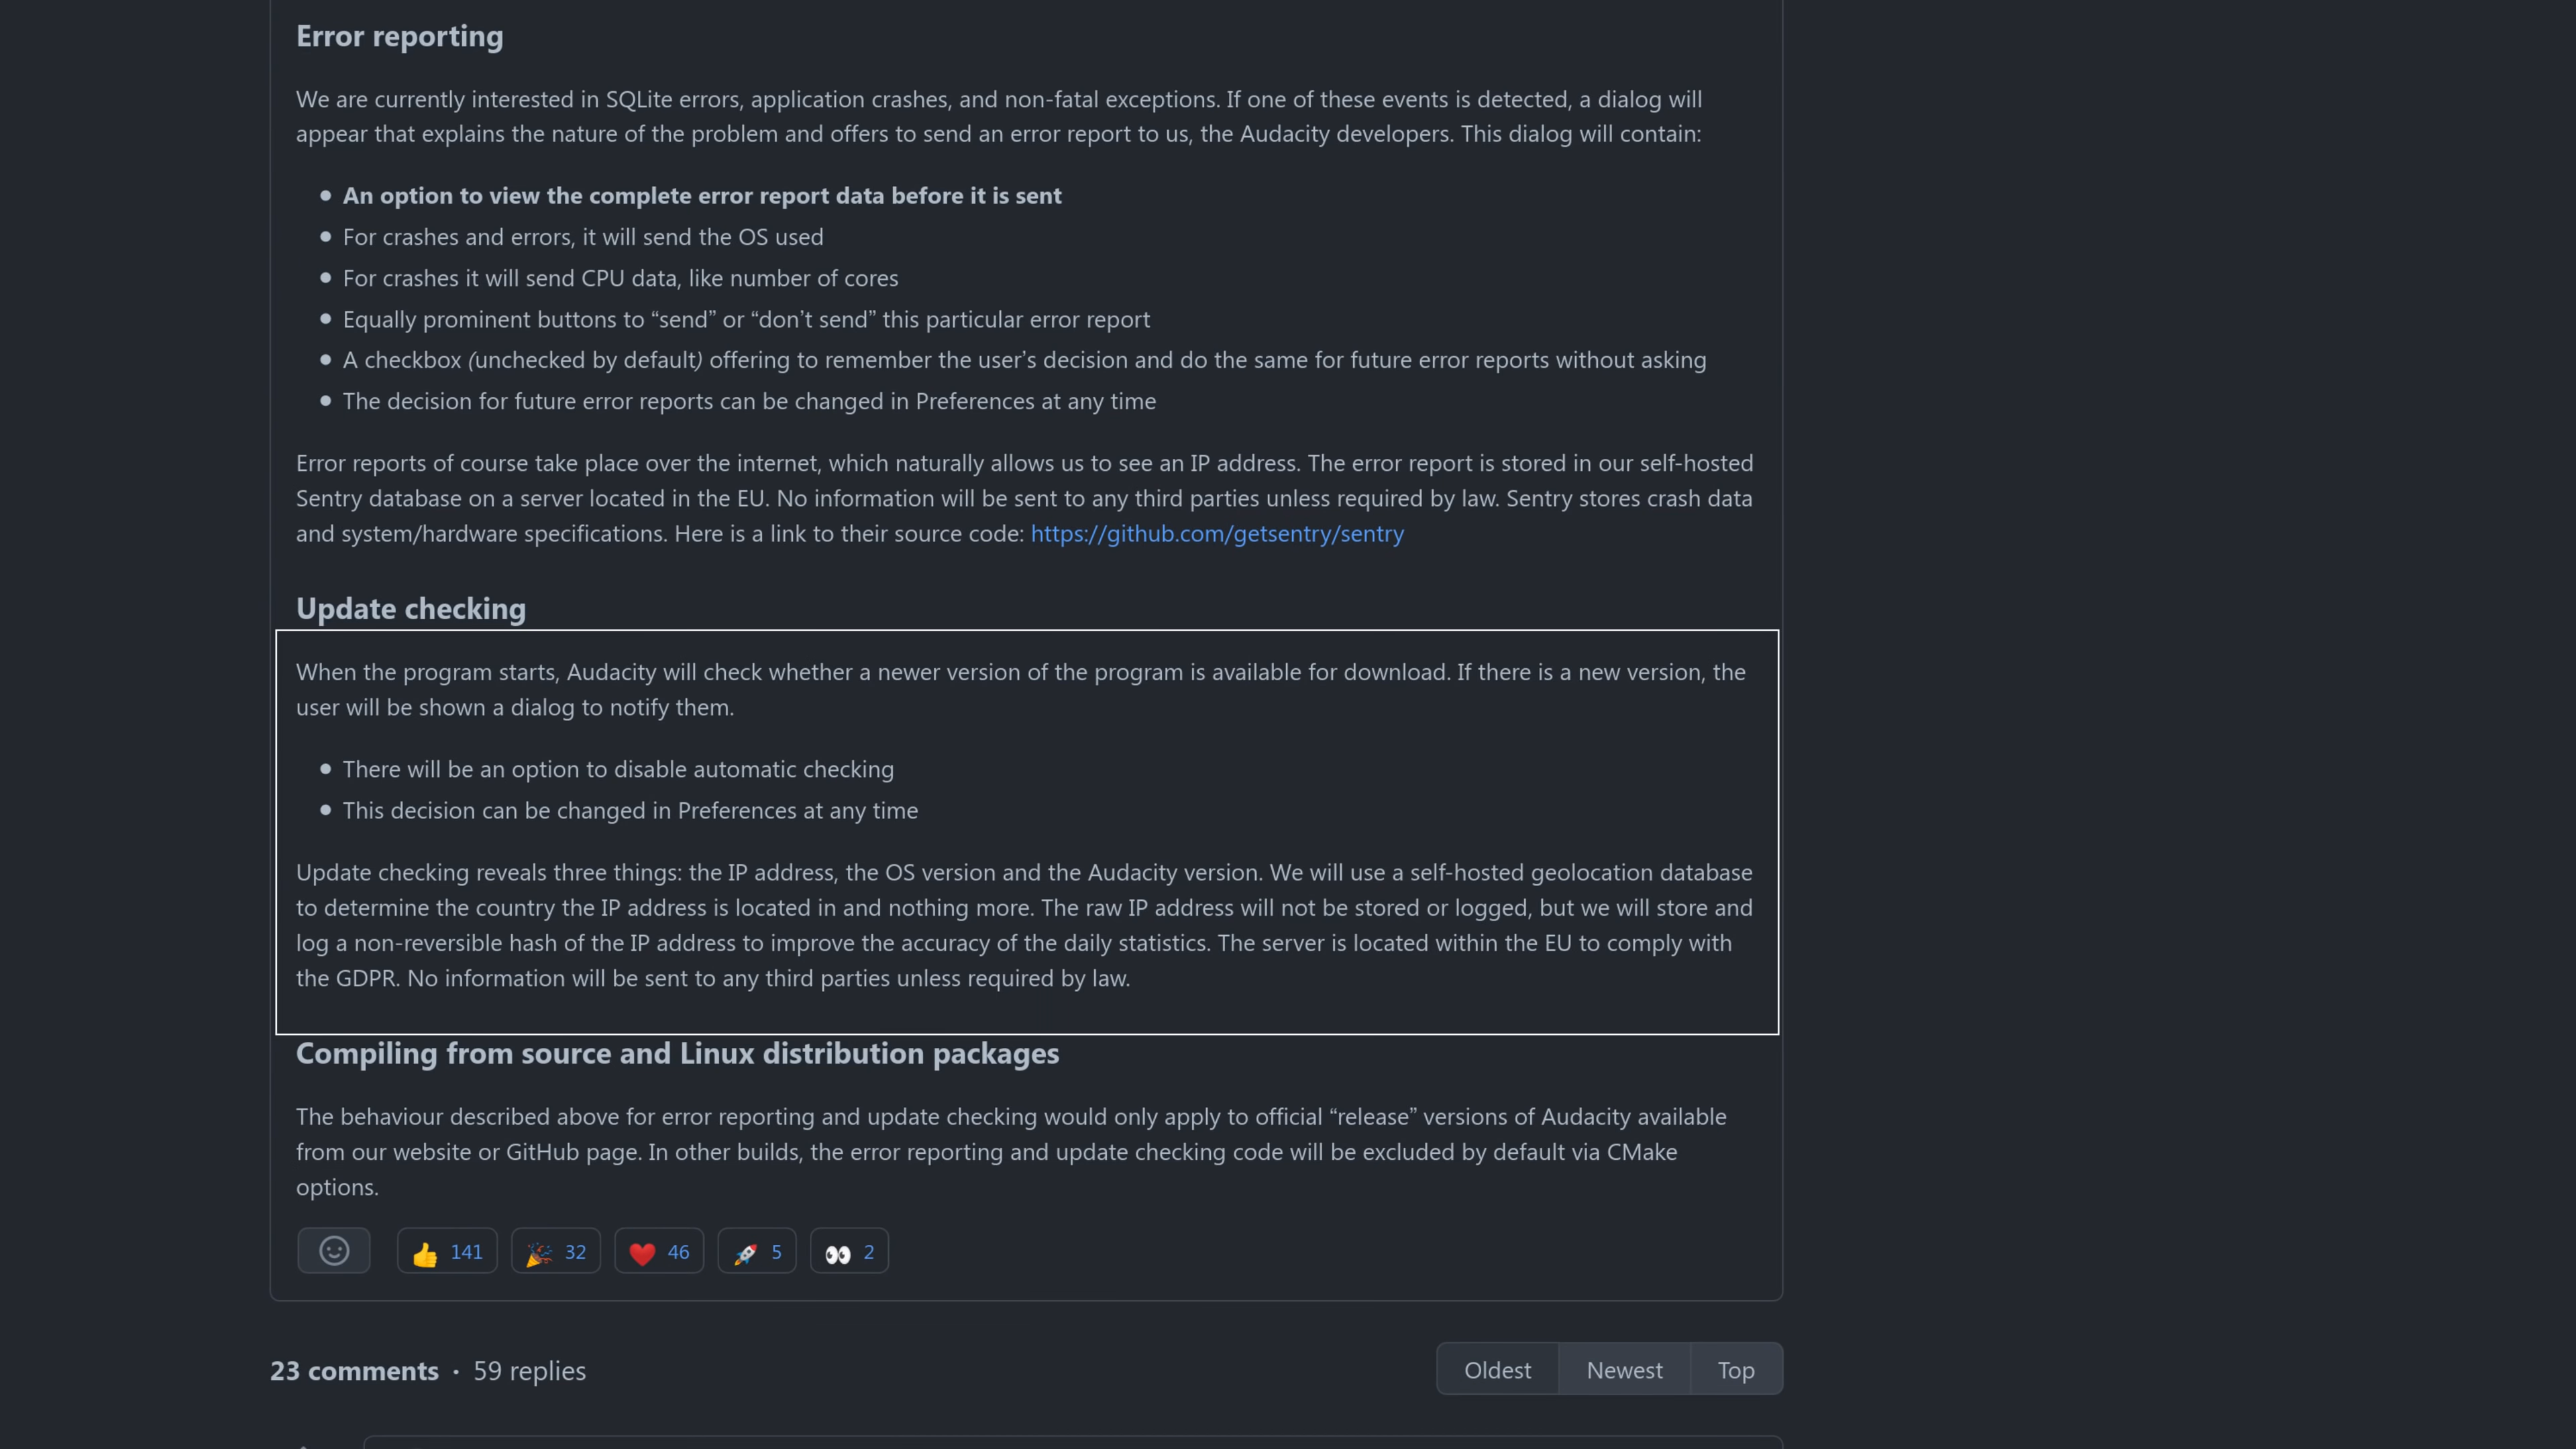 Error reporting
We are currently interested in SQLite errors, application crashes, and non-fatal exceptions. If one of these events is detected, a dialog will
appear that explains the nature of the problem and offers to send an error report to us, the Audacity developers. This dialog will contain:
An option to view the complete error report data before it is sent
For crashes and errors, it will send the OS used
For crashes it will send CPU data, like number of cores
Equally prominent buttons to “send” or “don’t send” this particular error report
A checkbox (unchecked by default) offering to remember the user’s decision and do the same for future error reports without asking
The decision for future error reports can be changed in Preferences at any time
Error reports of course take place over the internet, which naturally allows us to see an IP address. The error report is stored in our self-hosted
Sentry database on a server located in the EU. No information will be sent to any third parties unless required by law. Sentry stores crash data
and system/hardware specifications. Here is a link to their source code: https://github.com/getsentry/sentry
Update checking
When the program starts, Audacity will check whether a newer version of the program is available for download. If there is a new version, the
user will be shown a dialog to notify them.
There will be an option to disable automatic checking
This decision can be changed in Preferences at any time
Update checking reveals three things: the IP address, the OS version and the Audacity version. We will use a self-hosted geolocation database
to determine the country the IP address is located in and nothing more. The raw IP address will not be stored or logged, but we will store and
log a non-reversible hash of the IP address to improve the accuracy of the daily statistics. The server is located within the EU to comply with
the GDPR. No information will be sent to any third parties unless required by law.
Compiling from source and Linux distribution packages
The behaviour described above for error reporting and update checking would only apply to official “release” versions of Audacity available
from our website or GitHub page. In other builds, the error reporting and update checking code will be excluded by default via CMake
options.
141 32 46 5 2
23 comments · 59 replies Oldest Newest Top